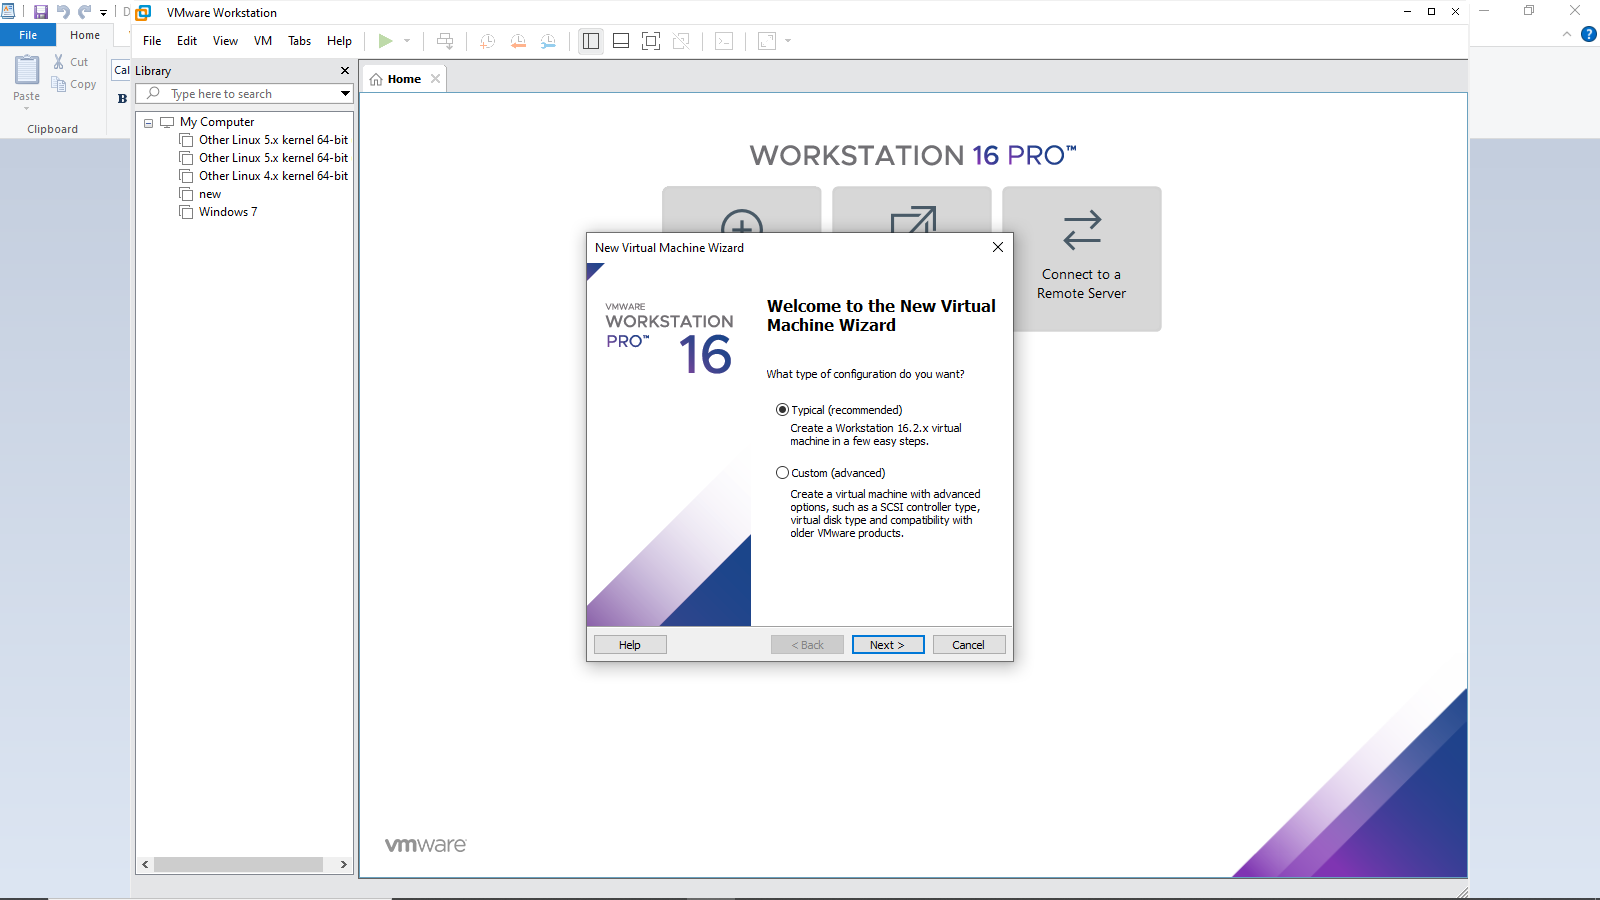 VMware Workstation
File
Home
Cut
Copy
Paste
Clipboard
Cal
B
File Edit View VM Tabs Help
Library
Type here to search
My Computer
Other Linux 5.x kernel 64-bit
Other Linux 5.x kernel 64-bit
Other Linux 4.x kernel 64-bit
new
Windows 7
Home
WORKSTATION 16 PRO™
Connect to a
Remote Server
New Virtual Machine Wizard
VMWARE
WORKSTATION
PRO™ 16
Welcome to the New Virtual
Machine Wizard
What type of configuration do you want?
Typical (recommended)
Create a Workstation 16.2.x virtual
machine in a few easy steps.
Custom (advanced)
Create a virtual machine with advanced
options, such as a SCSI controller type,
virtual disk type and compatibility with
older VMware products.
Help
< Back
Next >
Cancel
vmware